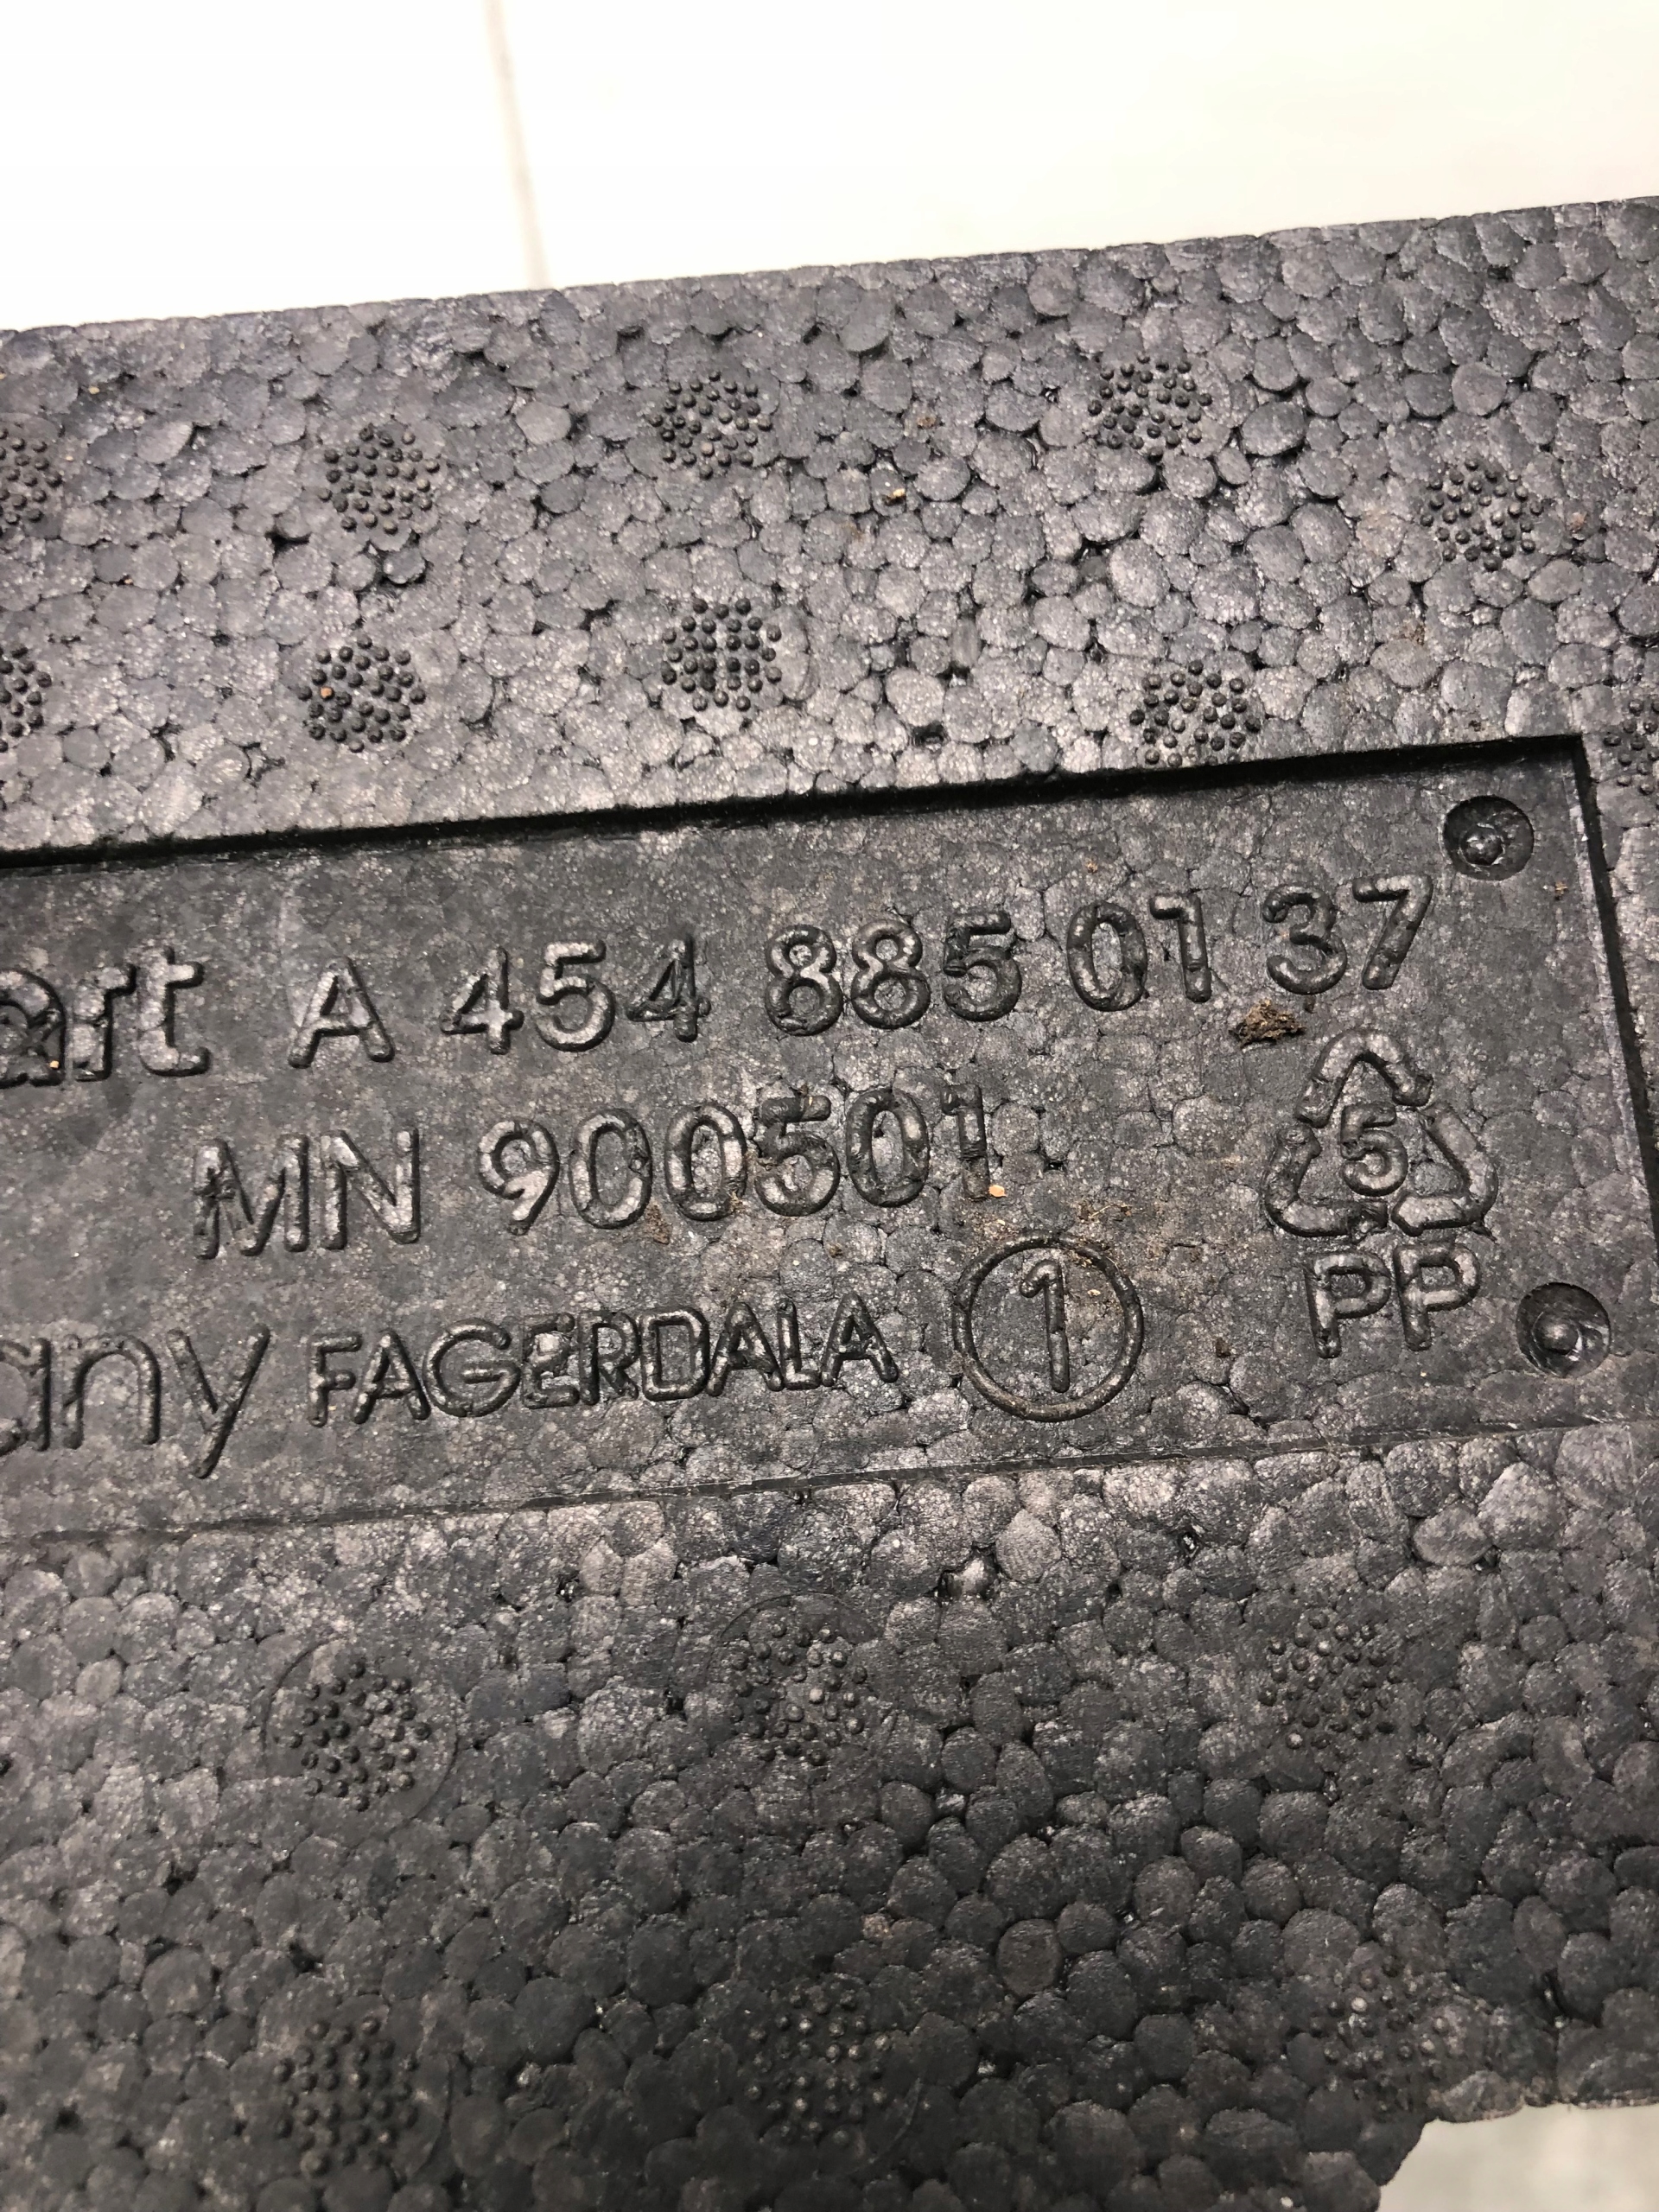 art A 454 885 01 37
MN 900501
5
PP
any FAGERDALA 1